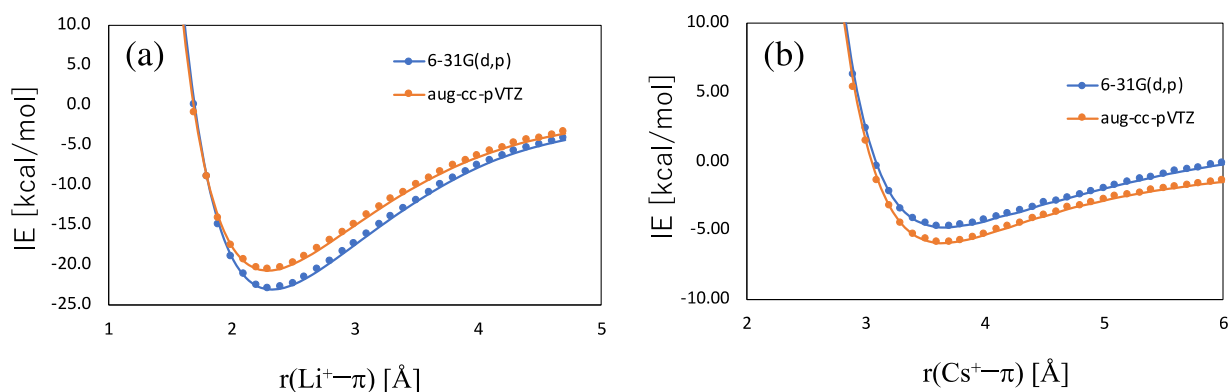 (a)
6-31G(d,p)
aug-cc-pVTZ
IE [kcal/mol]
10.0
5.0
0.0
-5.0
-10.0
-15.0
-20.0
-25.0
1 2 3 4 5
r(Li⁺—π) [Å]
(b)
6-31G(d,p)
aug-cc-pVTZ
IE [kcal/mol]
10.00
5.00
0.00
-5.00
-10.00
2 3 4 5 6
r(Cs⁺—π) [Å]